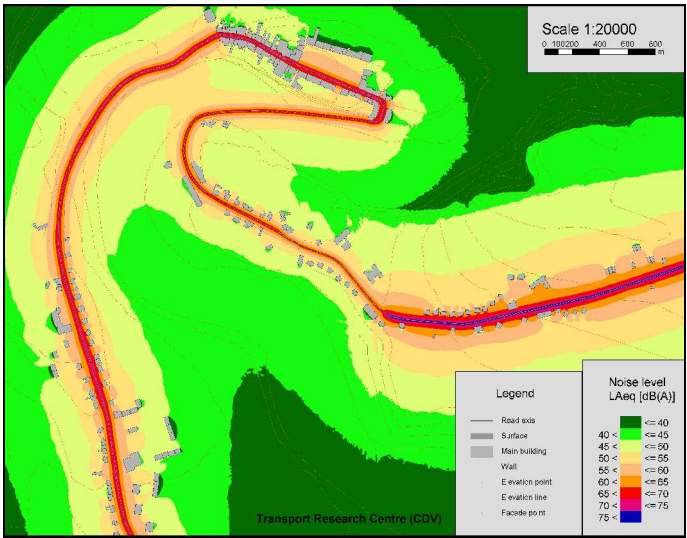 Scale 1:20000
0 100200 400 600 800
m
Legend
Road axis
Surface
Main building
Wall
Elevation point
Elevation line
Facade point
Noise level
LAeq [dB(A)]
<= 40
40 < <= 45
45 < <= 50
50 < <= 55
55 < <= 60
60 < <= 65
65 < <= 70
70 < <= 75
75 <
Transport Research Centre (CDV)